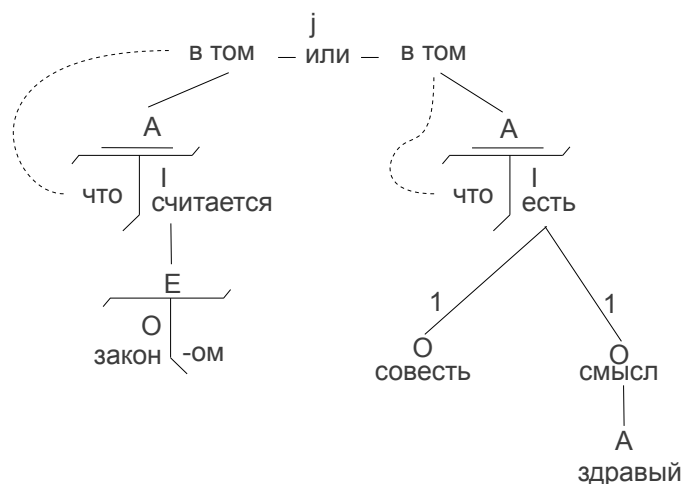 j
в том – или – в том
A A
что I что I
считается есть
E
1 1
O
закон -ом
O O
совесть смысл
A
здравый